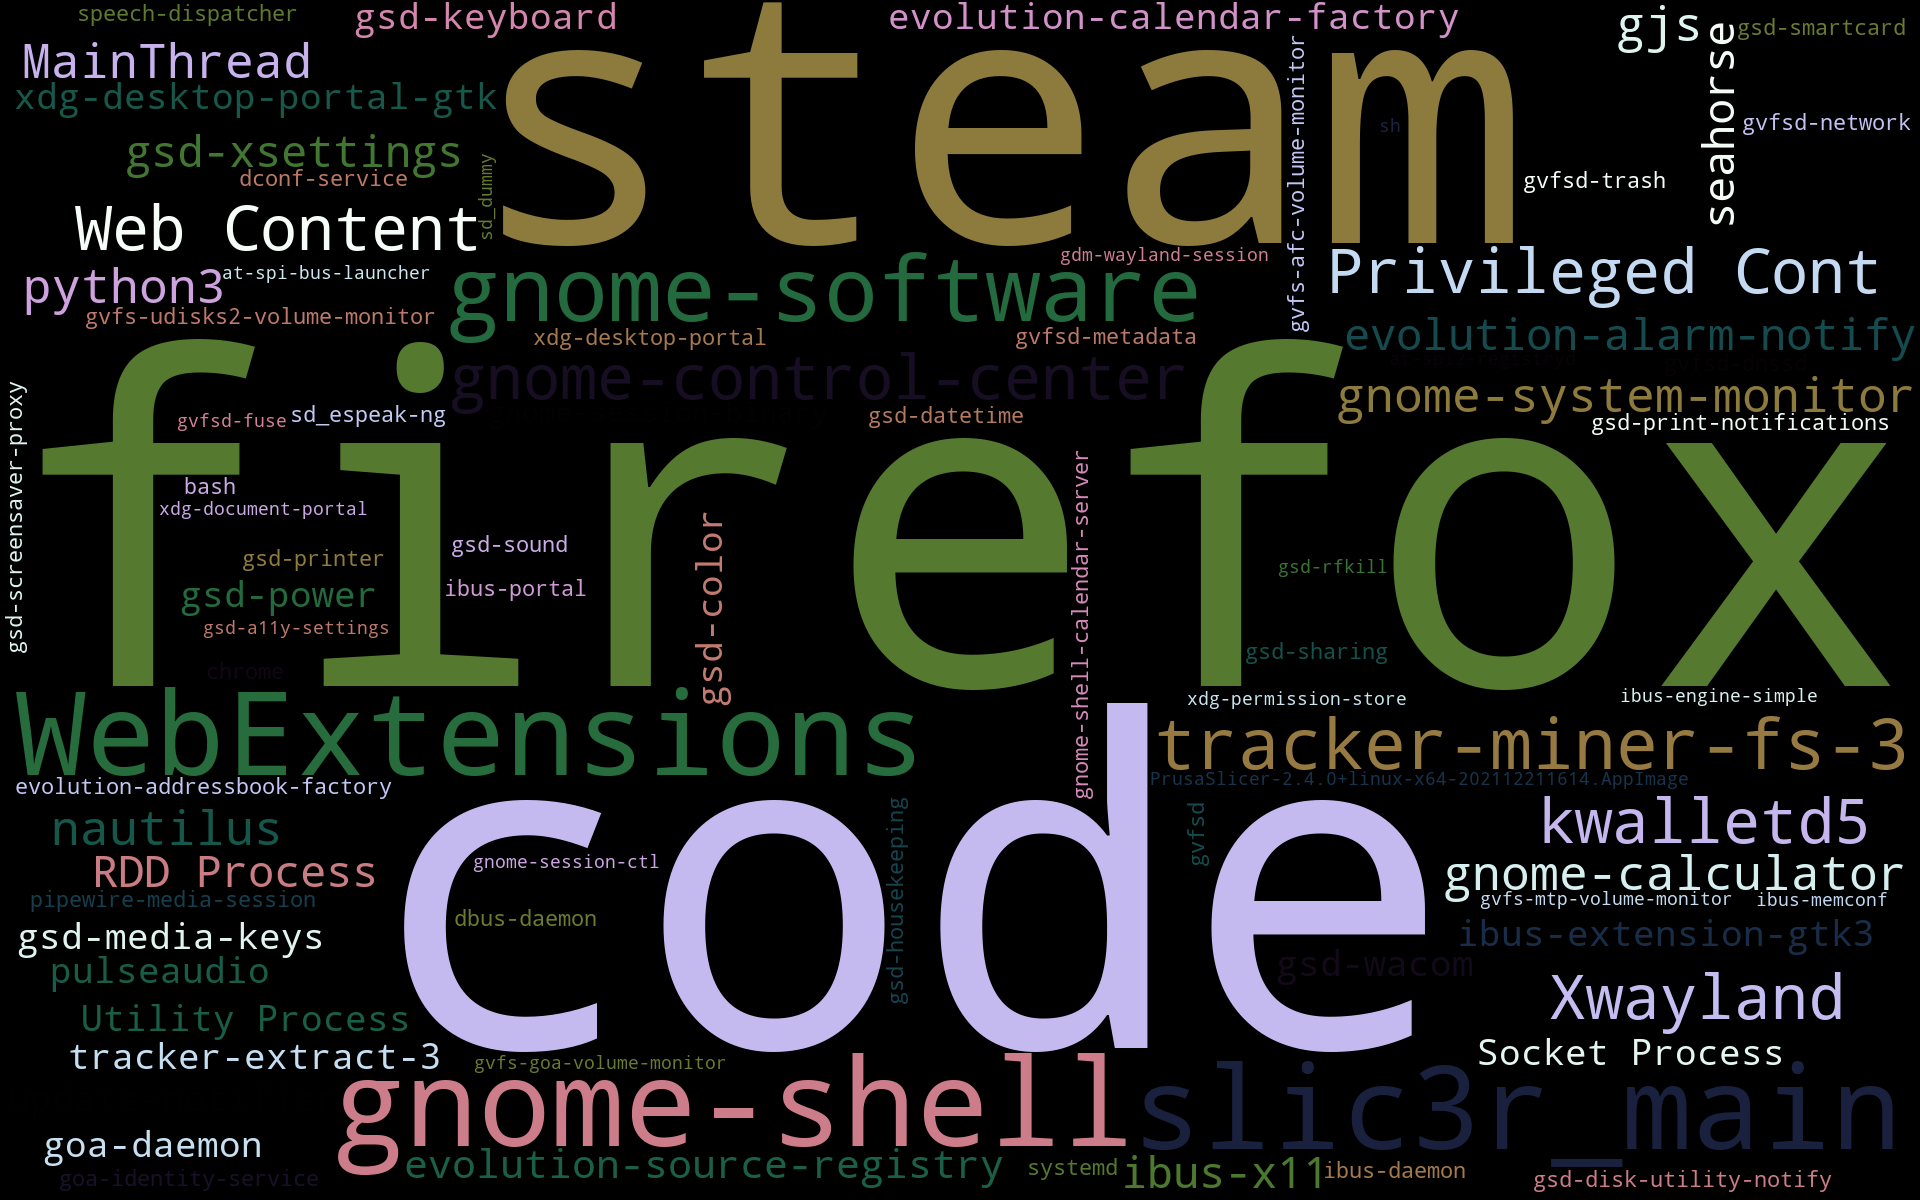 speech-dispatcher
gsd-keyboard
evolution-calendar-factory
gjs
gsd-smartcard
MainThread
steam
seahorse
xdg-desktop-portal-gtk
gvfs-afc-volume-monitor
sh
gvfsd-network
gsd-xsettings
dconf-service
sd_dummy
gvfsd-trash
Web Content
gdm-wayland-session
python3
at-spi-bus-launcher
gnome-software
Privileged Cont
gvfs-udisks2-volume-monitor
xdg-desktop-portal
gvfsd-metadata
evolution-alarm-notify
gnome-control-center
gnome-system-monitor
gsd-screensaver-proxy
firefox
gvfsd-fuse
sd_espeak-ng
gsd-datetime
gsd-print-notifications
bash
xdg-document-portal
gsd-color
gnome-shell-calendar-server
gsd-printer
gsd-sound
gsd-rfkill
gsd-power
ibus-portal
gsd-a11y-settings
gsd-sharing
chrome
xdg-permission-store
ibus-engine-simple
WebExtensions
tracker-miner-fs-3
evolution-addressbook-factory
PrusaSlicer-2.4.0+linux-x64-202112211614.AppImage
code
nautilus
gsd-housekeeping
gvfsd
kwalletd5
RDD Process
gnome-session-ctl
gnome-calculator
pipewire-media-session
gvfs-mtp-volume-monitor
ibus-memconf
gsd-media-keys
dbus-daemon
ibus-extension-gtk3
pulseaudio
gsd-wacom
Utility Process
Xwayland
tracker-extract-3
gvfs-goa-volume-monitor
Socket Process
gnome-shell
slic3r_main
goa-daemon
evolution-source-registry
systemd
ibus-x11
ibus-daemon
goa-identity-service
gsd-disk-utility-notify